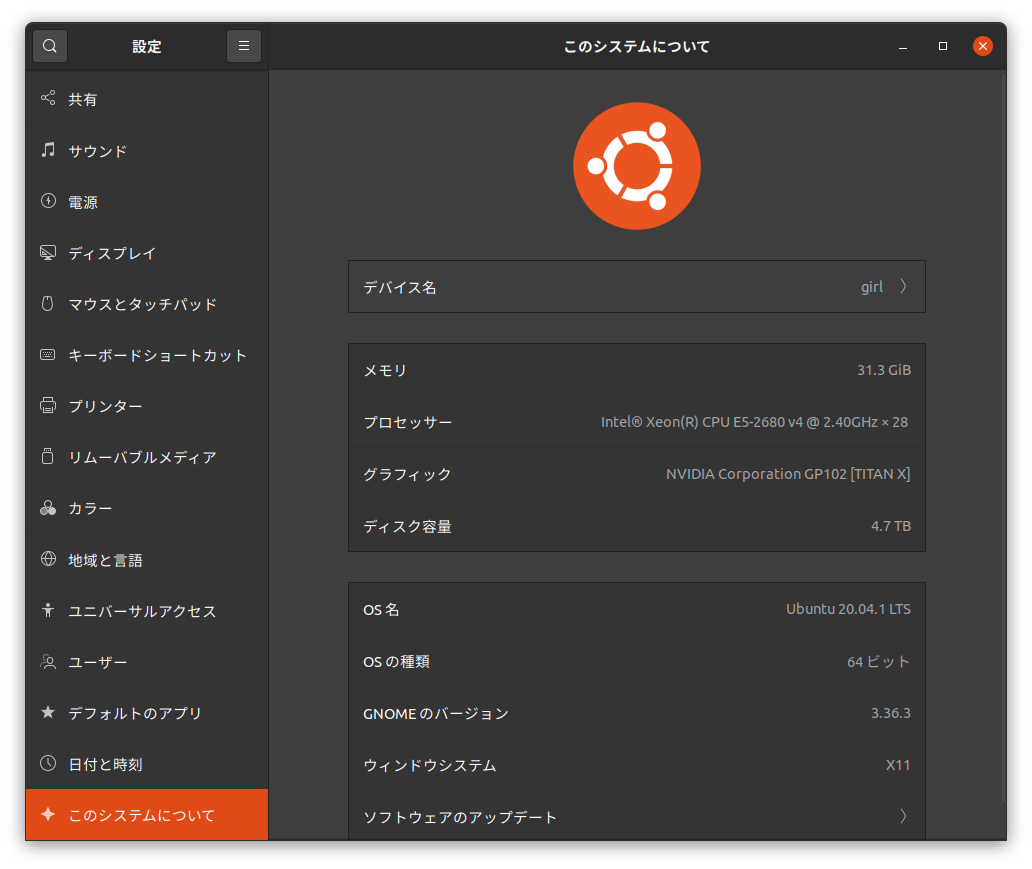 設定
このシステムについて
共有
サウンド
電源
ディスプレイ
マウスとタッチパッド
キーボードショートカット
プリンター
リムーバブルメディア
カラー
地域と言語
ユニバーサルアクセス
ユーザー
デフォルトのアプリ
日付と時刻
このシステムについて
デバイス名 girl
メモリ 31.3 GiB
プロセッサー Intel® Xeon(R) CPU E5-2680 v4 @ 2.40GHz × 28
グラフィック NVIDIA Corporation GP102 [TITAN X]
ディスク容量 4.7 TB
OS 名 Ubuntu 20.04.1 LTS
OS の種類 64 ビット
GNOME のバージョン 3.36.3
ウィンドウシステム X11
ソフトウェアのアップデート